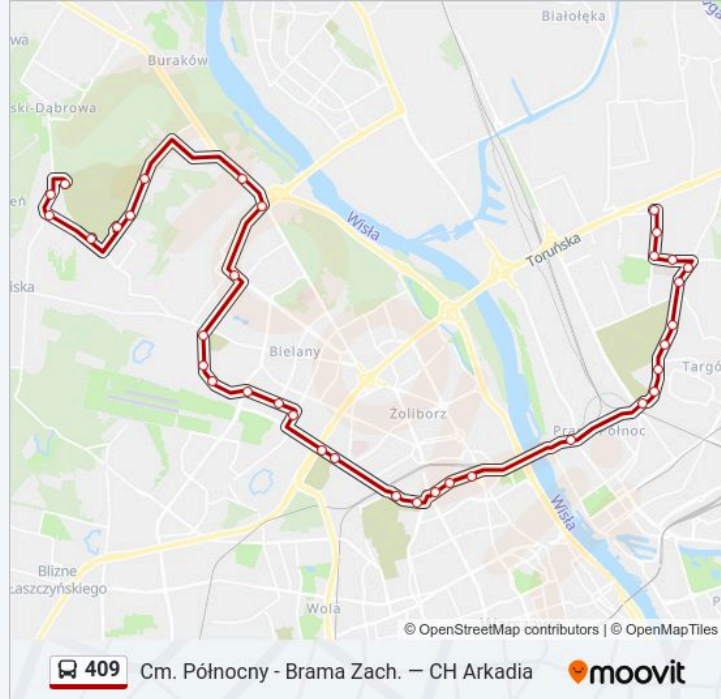 Białołęka
wa
Buraków
ski-Dąbrowa
eń
Wisła
Toruńska
iska
Bielany
Targó
Żoliborz
Pra
Północ
Wisła
Blizne
Łaszczyńskiego
Wola
P
© OpenStreetMap contributors | © OpenMapTiles
409 Cm. Północny - Brama Zach. — CH Arkadia moovit